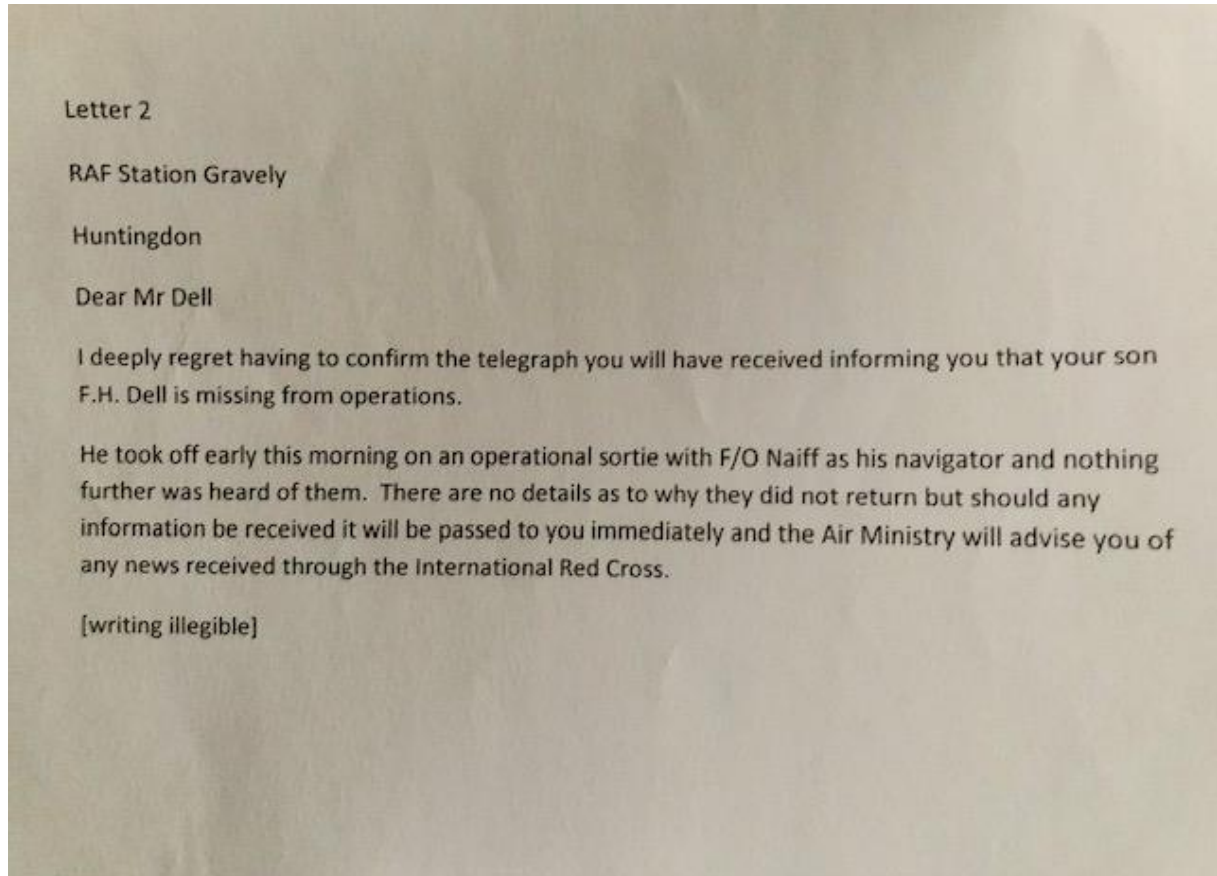 Letter 2
RAF Station Gravely
Huntingdon
Dear Mr Dell
I deeply regret having to confirm the telegraph you will have received informing you that your son
F.H. Dell is missing from operations.
He took off early this morning on an operational sortie with F/O Naiff as his navigator and nothing
further was heard of them.  There are no details as to why they did not return but should any
information be received it will be passed to you immediately and the Air Ministry will advise you of
any news received through the International Red Cross.
[writing illegible]